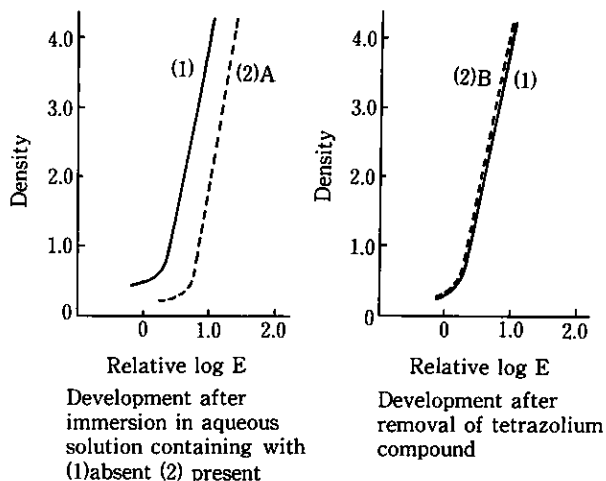 4.0
3.0
2.0
1.0
0
Density
(1)
(2)A
0 1.0 2.0
Relative log E
Development after
immersion in aqueous
solution containing with
(1)absent (2) present
4.0
3.0
2.0
1.0
0
Density
(2)B
(1)
0 1.0 2.0
Relative log E
Development after
removal of tetrazolium
compound